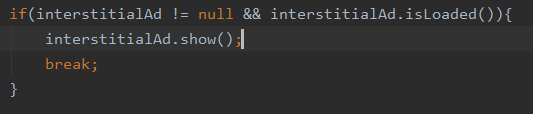 if(interstitialAd != null && interstitialAd.isLoaded()){
interstitialAd.show();
break;
}